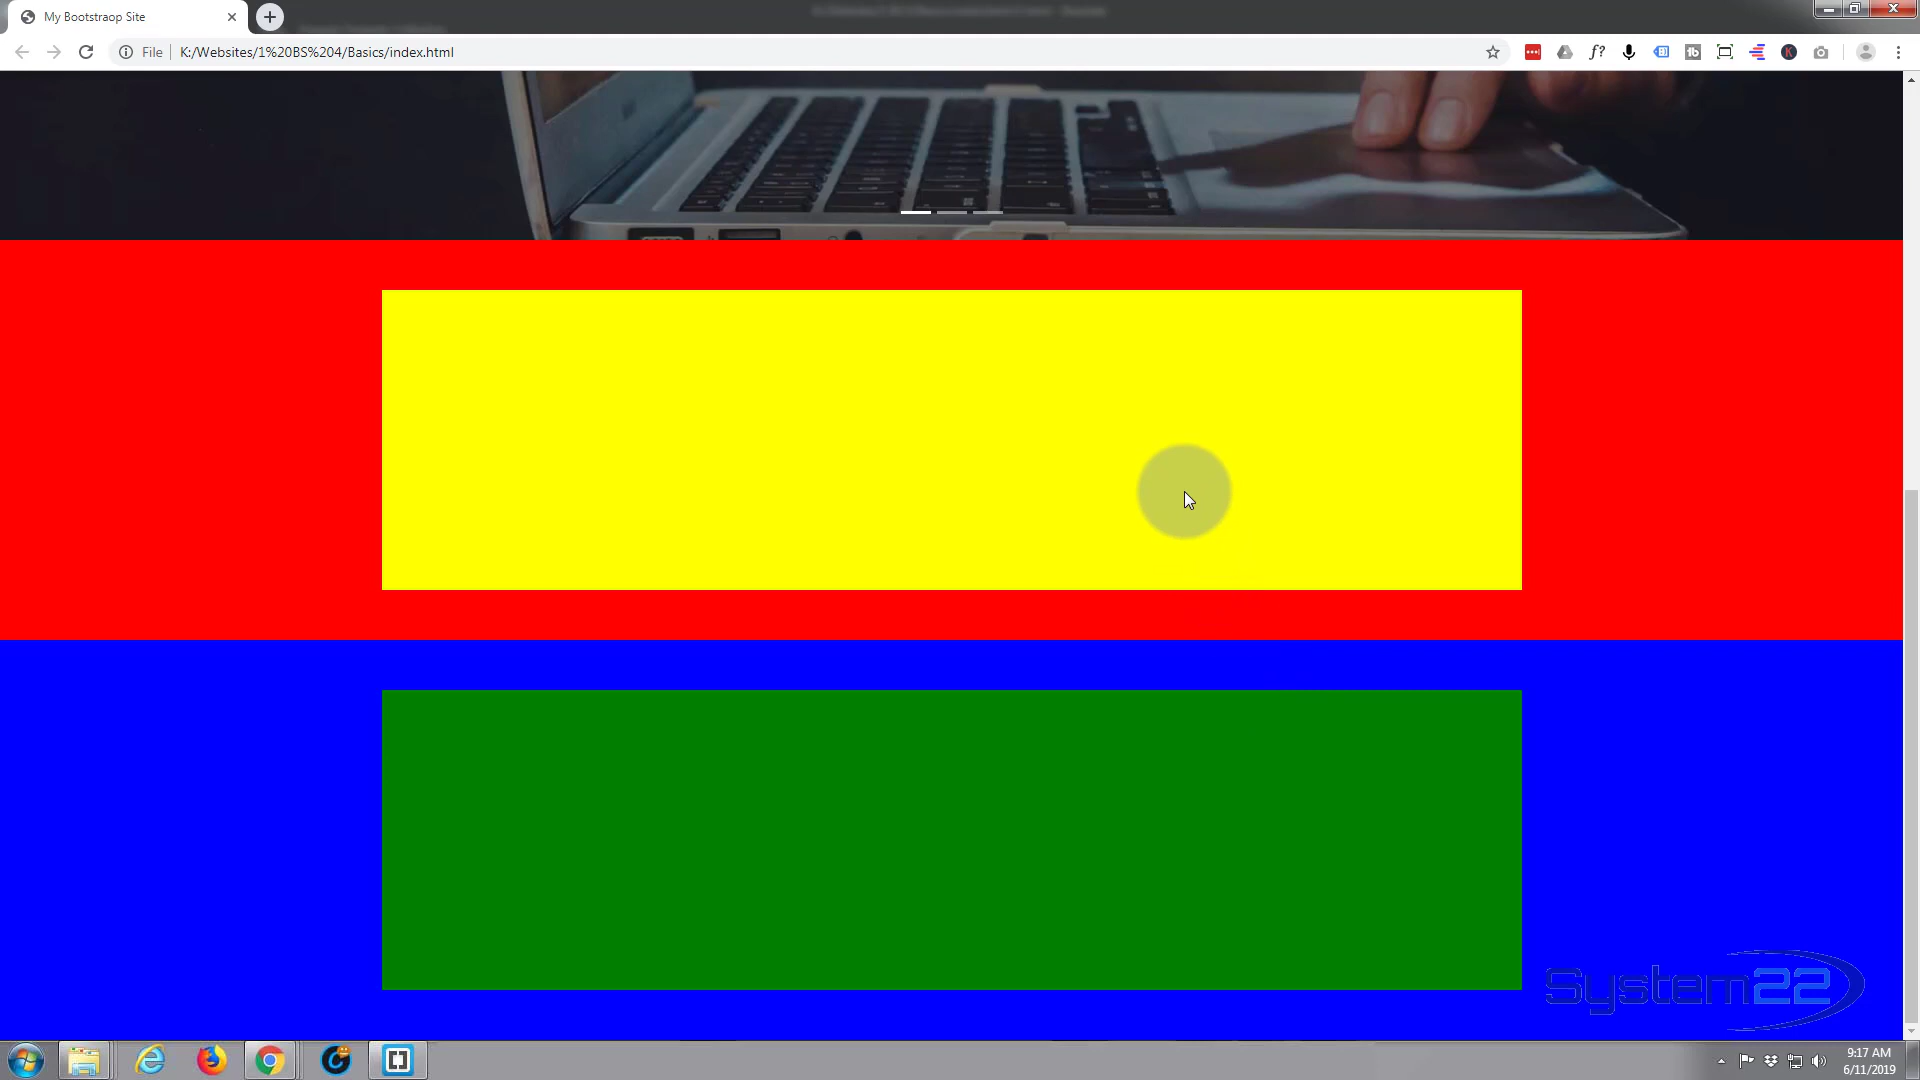 My Bootstraop Site
File
K:/Websites/1%20BS%204/Basics/index.html
f?
K
System22
9:17 AM
6/11/2019